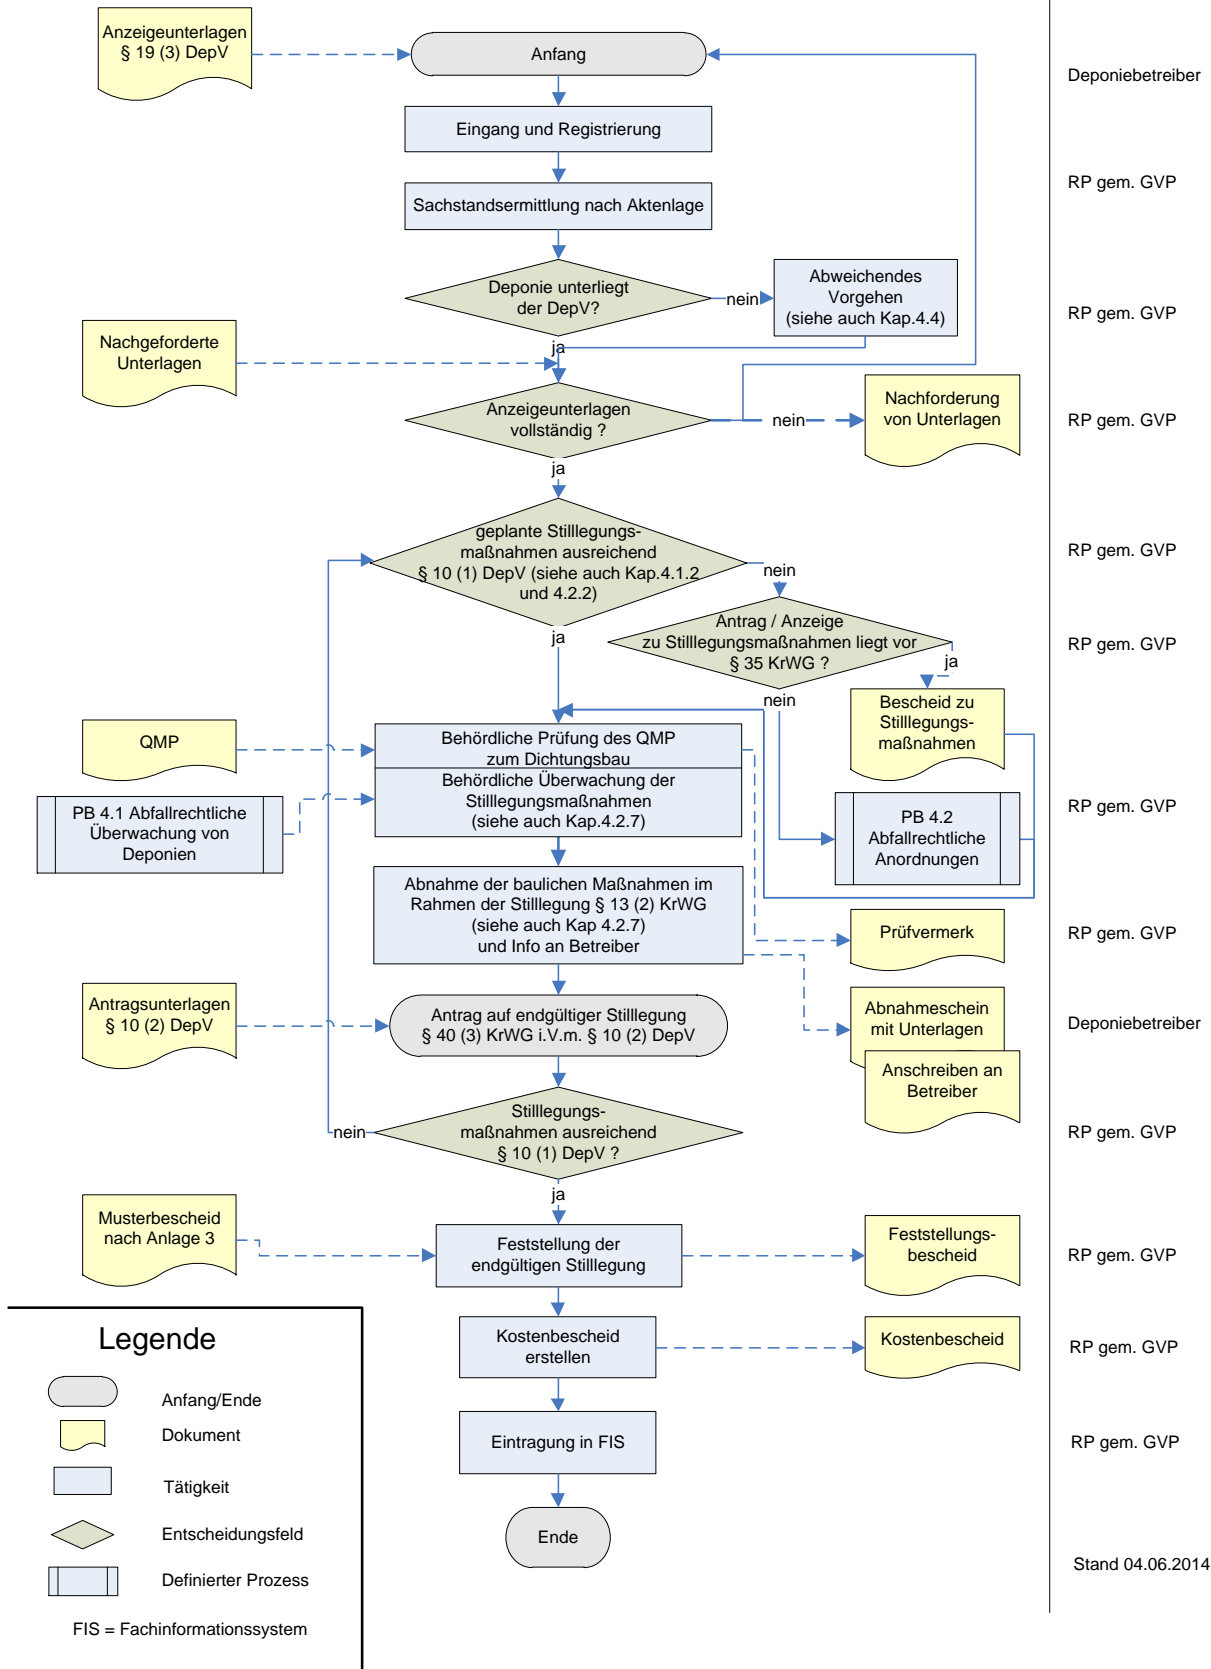 Anzeigeunterlagen
§ 19 (3) DepV
Anfang
Deponiebetreiber
Eingang und Registrierung
RP gem. GVP
Sachstandsermittlung nach Aktenlage
Deponie unterliegt
der DepV?
nein
Abweichendes
Vorgehen
(siehe auch Kap.4.4)
RP gem. GVP
ja
Nachgeforderte
Unterlagen
Anzeigeunterlagen
vollständig ?
nein
Nachforderung
von Unterlagen
RP gem. GVP
ja
geplante Stilllegungs-
maßnahmen ausreichend
§ 10 (1) DepV (siehe auch Kap.4.1.2
und 4.2.2)
RP gem. GVP
nein
ja
Antrag / Anzeige
zu Stilllegungsmaßnahmen liegt vor
§ 35 KrWG ?
RP gem. GVP
ja
nein
Bescheid zu
Stilllegungs-
maßnahmen
QMP
Behördliche Prüfung des QMP
zum Dichtungsbau
Behördliche Überwachung der
Stilllegungsmaßnahmen
(siehe auch Kap.4.2.7)
PB 4.1 Abfallrechtliche
Überwachung von
Deponien
PB 4.2
Abfallrechtliche
Anordnungen
RP gem. GVP
Abnahme der baulichen Maßnahmen im
Rahmen der Stilllegung § 13 (2) KrWG
(siehe auch Kap 4.2.7)
und Info an Betreiber
Prüfvermerk
RP gem. GVP
Antragsunterlagen
§ 10 (2) DepV
Antrag auf endgültiger Stilllegung
§ 40 (3) KrWG i.V.m. § 10 (2) DepV
Abnahmeschein
mit Unterlagen
Deponiebetreiber
Anschreiben an
Betreiber
Stilllegungs-
maßnahmen ausreichend
§ 10 (1) DepV ?
nein
RP gem. GVP
ja
Musterbescheid
nach Anlage 3
Feststellung der
endgültigen Stilllegung
Feststellungs-
bescheid
RP gem. GVP
Kostenbescheid
erstellen
Kostenbescheid
RP gem. GVP
Eintragung in FIS
RP gem. GVP
Ende
Legende
Anfang/Ende
Dokument
Tätigkeit
Entscheidungsfeld
Definierter Prozess
FIS = Fachinformationssystem
Stand 04.06.2014